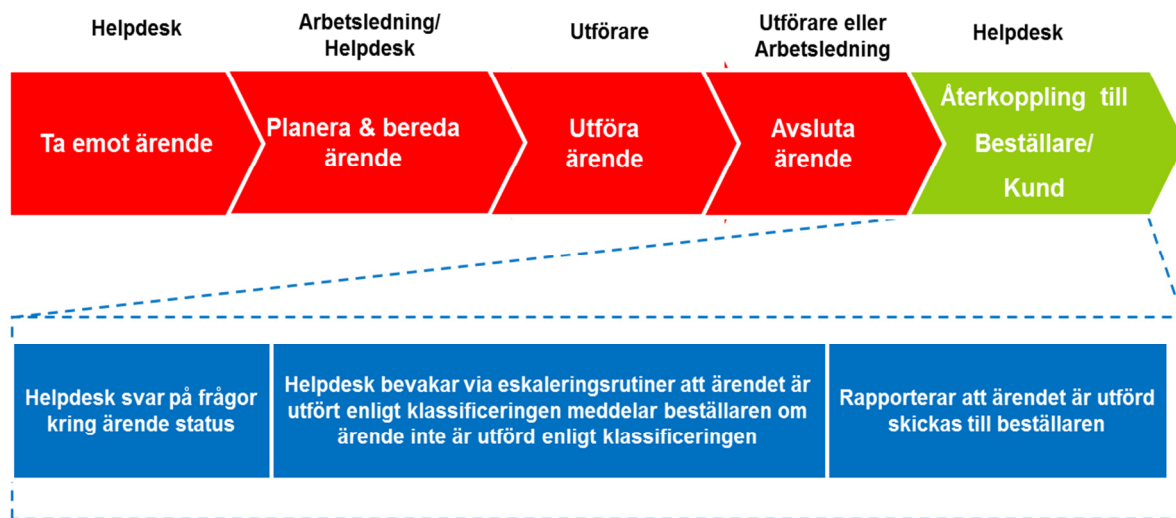 Helpdesk
Arbetsledning/
Helpdesk
Utförare
Utförare eller
Arbetsledning
Helpdesk
Ta emot ärende
Planera & bereda
ärende
Utföra
ärende
Avsluta
ärende
Återkoppling till
Beställare/
Kund
Helpdesk svar på frågor
kring ärende status
Helpdesk bevakar via eskaleringsrutiner att ärendet är
utfört enligt klassificeringen meddelar beställaren om
ärende inte är utförd enligt klassificeringen
Rapporterar att ärendet är utförd
skickas till beställaren